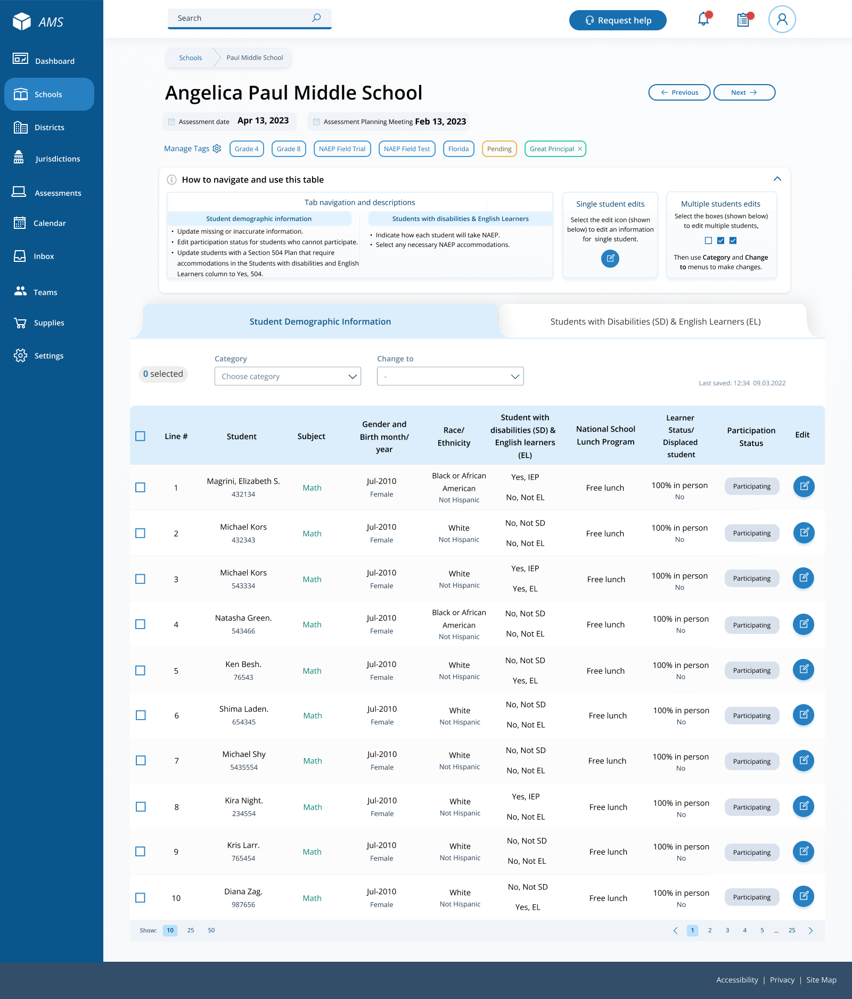 AMS
Search
Request help
Dashboard
Schools
Districts
Jurisdictions
Assessments
Calendar
Inbox
Teams
Supplies
Settings
Schools
Paul Middle School
Angelica Paul Middle School
Previous
Next
Assessment date Apr 13, 2023
Assessment Planning Meeting Feb 13, 2023
Manage Tags
Grade 4
Grade 8
NAEP Field Trial
NAEP Field Test
Florida
Pending
Great Principal ×
How to navigate and use this table
Tab navigation and descriptions
Student demographic information
• Update missing or inaccurate information.
• Edit participation status for students who cannot participate.
• Update students with a Section 504 Plan that require
accommodations in the Students with disabilities and English
Learners column to Yes, 504.
Students with disabilities & English Learners
• Indicate how each student will take NAEP.
• Select any necessary NAEP accommodations.
Single student edits
Select the edit icon (shown
below) to edit an information
for single student.
Multiple students edits
Select the boxes (shown below)
to edit multiple students,
Then use Category and Change
to menus to make changes.
Student Demographic Information
Students with Disabilities (SD) & English Learners (EL)
0 selected
Category
Choose category
Change to
-
Last saved: 12:34 09.03.2022
Line #
Student
Subject
Gender and
Birth month/
year
Race/
Ethnicity
Student with
disabilities (SD) &
English learners
(EL)
National School
Lunch Program
Learner
Status/
Displaced
student
Participation
Status
Edit
1
Magrini, Elizabeth S.
432134
Math
Jul-2010
Female
Black or African
American
Not Hispanic
Yes, IEP
No, Not EL
Free lunch
100% in person
No
Participating
2
Michael Kors
432343
Math
Jul-2010
Female
White
Not Hispanic
No, Not SD
No, Not EL
Free lunch
100% in person
No
Participating
3
Michael Kors
543334
Math
Jul-2010
Female
White
Not Hispanic
Yes, IEP
Yes, EL
Free lunch
100% in person
No
Participating
4
Natasha Green.
543466
Math
Jul-2010
Female
Black or African
American
Not Hispanic
No, Not SD
No, Not EL
Free lunch
100% in person
No
Participating
5
Ken Besh.
76543
Math
Jul-2010
Female
White
Not Hispanic
No, Not SD
Yes, EL
Free lunch
100% in person
No
Participating
6
Shima Laden.
654345
Math
Jul-2010
Female
White
Not Hispanic
No, Not SD
No, Not EL
Free lunch
100% in person
No
Participating
7
Michael Shy
5435554
Math
Jul-2010
Female
White
Not Hispanic
No, Not SD
No, Not EL
Free lunch
100% in person
No
Participating
8
Kira Night.
234554
Math
Jul-2010
Female
White
Not Hispanic
Yes, IEP
No, Not EL
Free lunch
100% in person
No
Participating
9
Kris Larr.
765454
Math
Jul-2010
Female
White
Not Hispanic
No, Not SD
No, Not EL
Free lunch
100% in person
No
Participating
10
Diana Zag.
987656
Math
Jul-2010
Female
White
Not Hispanic
No, Not SD
Yes, EL
Free lunch
100% in person
No
Participating
Show: 10 25 50
1 2 3 4 5 ... 25
Accessibility | Privacy | Site Map